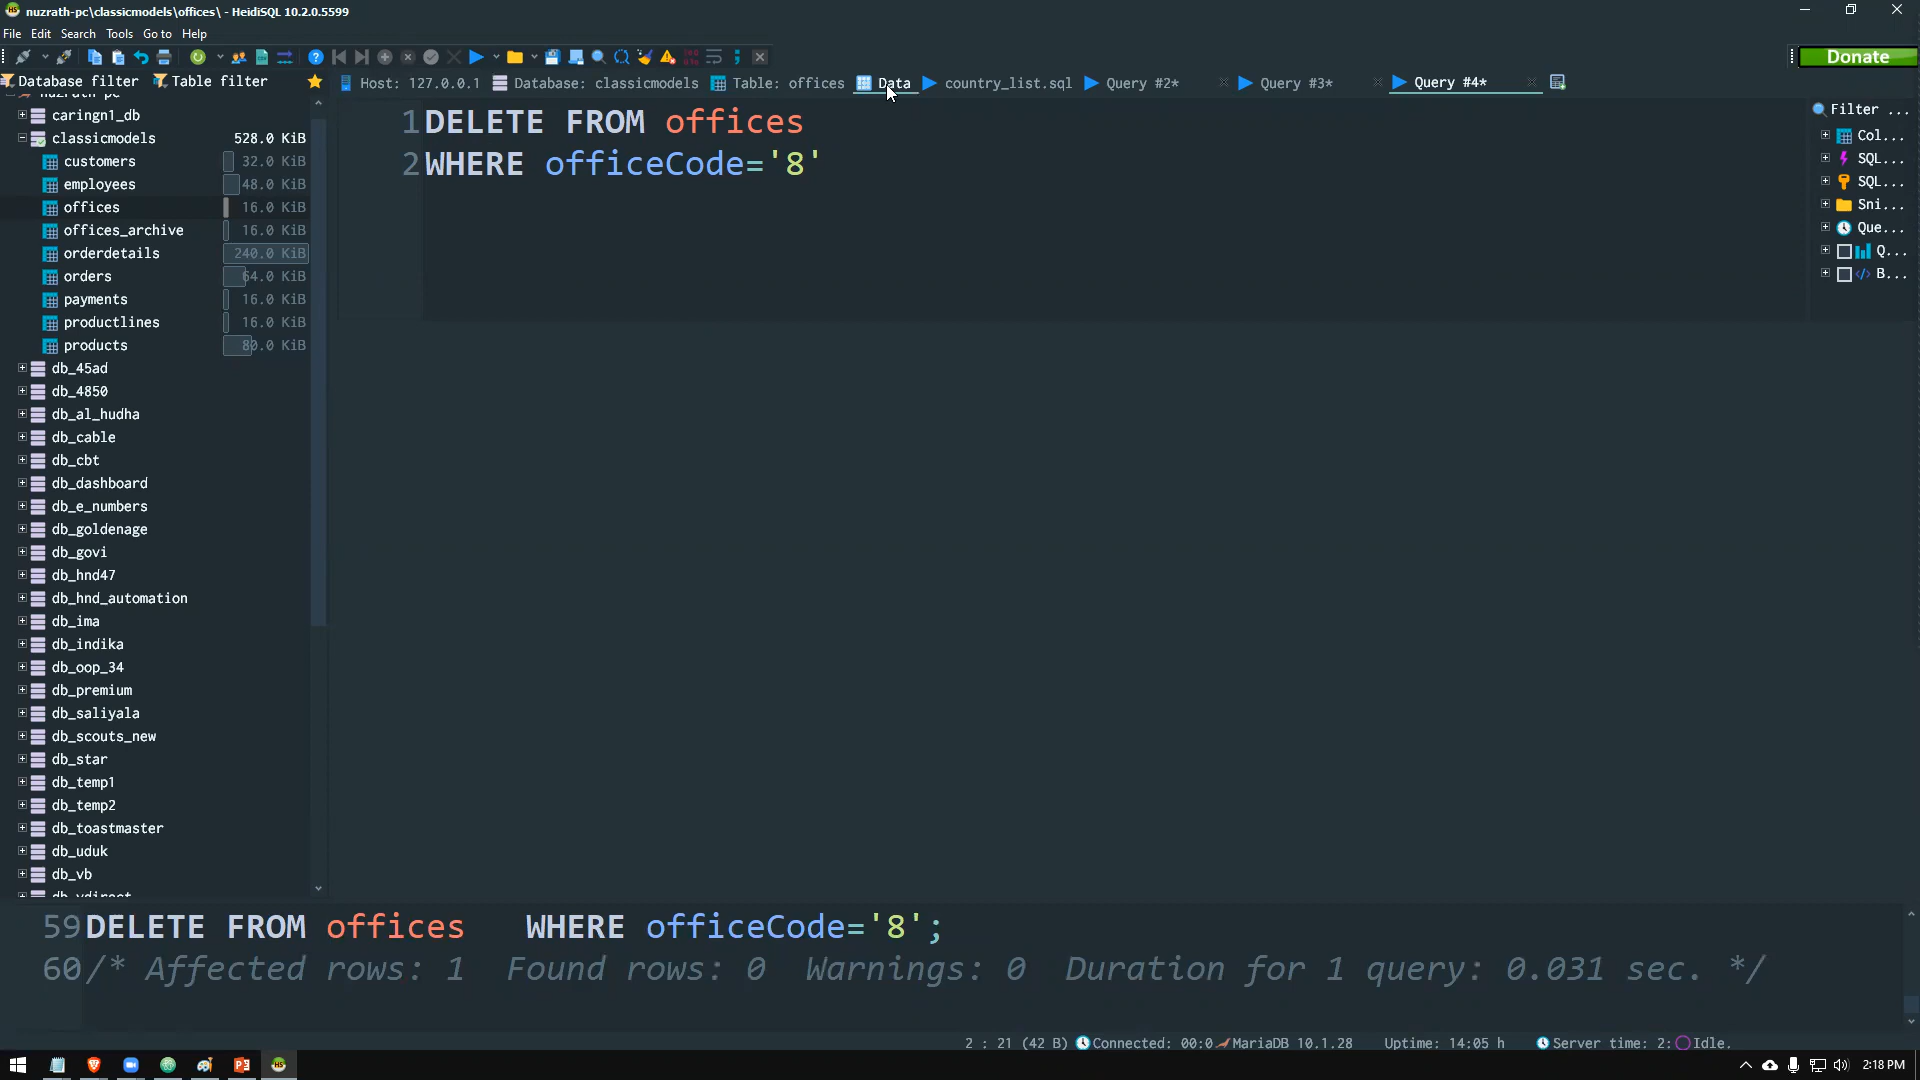 nuzrath-pc\classicmodels\offices\ - HeidiSQL 10.2.0.5599
File Edit Search Tools Go to Help
Donate
Database filter Table filter Host: 127.0.0.1 Database: classicmodels Table: offices Data country_list.sql Query #2* Query #3* Query #4*
caringn1_db
classicmodels 528.0 KiB
customers 32.0 KiB
employees 48.0 KiB
offices 16.0 KiB
offices_archive 16.0 KiB
orderdetails 240.0 KiB
orders 64.0 KiB
payments 16.0 KiB
productlines 16.0 KiB
products 80.0 KiB
db_45ad
db_4850
db_al_hudha
db_cable
db_cbt
db_dashboard
db_e_numbers
db_goldenage
db_govi
db_hnd47
db_hnd_automation
db_ima
db_indika
db_oop_34
db_premium
db_saliyala
db_scouts_new
db_star
db_temp1
db_temp2
db_toastmaster
db_uduk
db_vb
1 DELETE FROM offices
2 WHERE officeCode='8'
Filter ...
Col...
SQL...
SQL...
Sni...
Que...
Q...
B...
59 DELETE FROM offices WHERE officeCode='8';
60 /* Affected rows: 1 Found rows: 0 Warnings: 0 Duration for 1 query: 0.031 sec. */
2 : 21 (42 B) Connected: 00:0 MariaDB 10.1.28 Uptime: 14:05 h Server time: 2: Idle.
2:18 PM